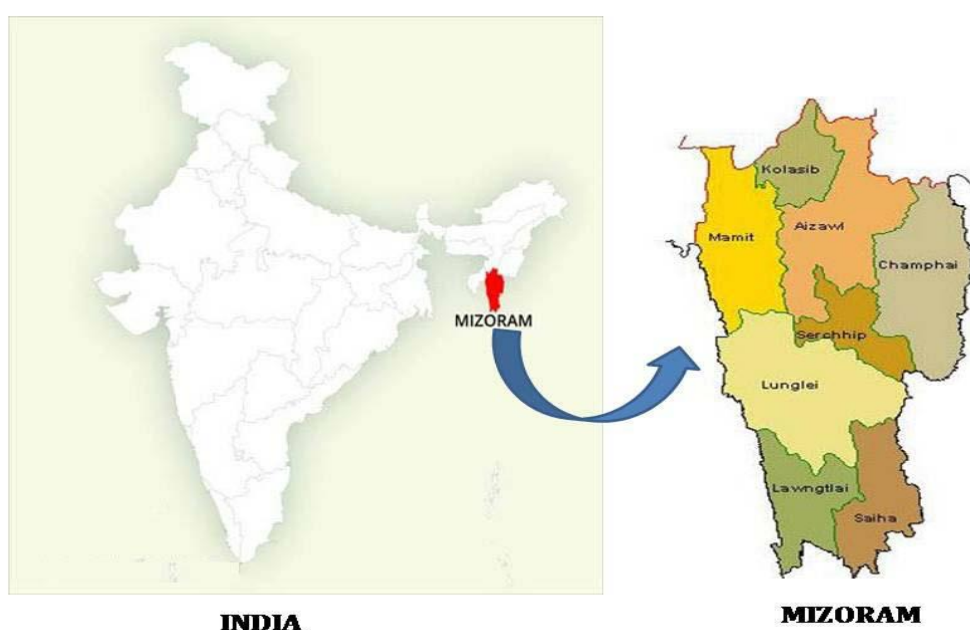 MIZORAM
INDIA
Kolasib
Mamit
Aizawl
Champhai
Serchhip
Lunglei
Lawngtlai
Saiha
MIZORAM